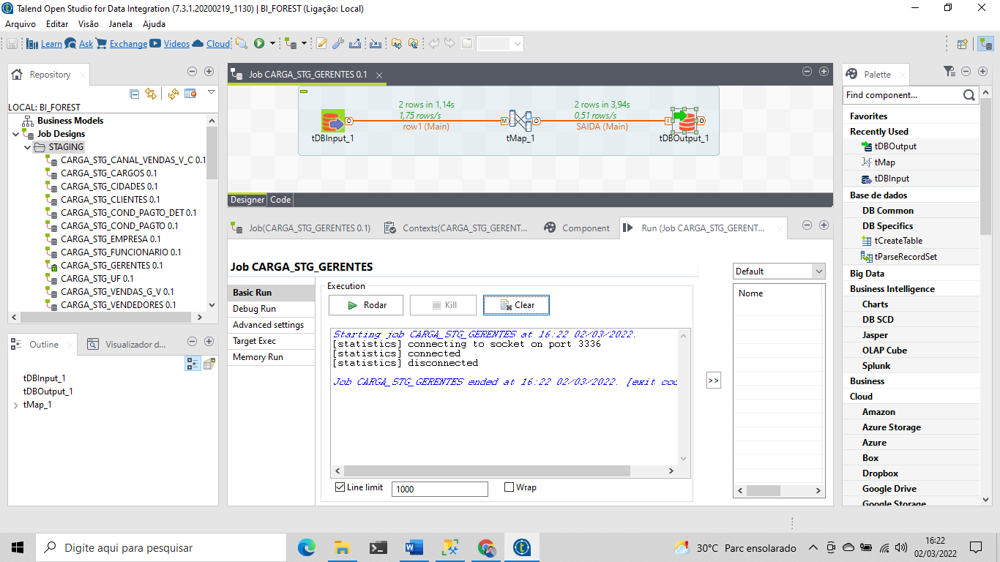 Talend Open Studio for Data Integration (7.3.1.20200219_1130) | BI_FOREST (Ligação: Local)
Arquivo Editar Visão Janela Ajuda
Learn Ask Exchange Videos Cloud
Repository
LOCAL: BI_FOREST
Business Models
Job Designs
STAGING
CARGA_STG_CANAL_VENDAS_V_C 0.1
CARGA_STG_CARGOS 0.1
CARGA_STG_CIDADES 0.1
CARGA_STG_CLIENTES 0.1
CARGA_STG_COND_PAGTO_DET 0.1
CARGA_STG_COND_PAGTO 0.1
CARGA_STG_EMPRESA 0.1
CARGA_STG_FUNCIONARIO 0.1
CARGA_STG_GERENTES 0.1
CARGA_STG_UF 0.1
CARGA_STG_VENDAS_G_V 0.1
CARGA_STG_VENDEDORES 0.1
Outline Visualizador d...
tDBInput_1
tDBOutput_1
tMap_1
Job CARGA_STG_GERENTES 0.1
2 rows in 1,14s 2 rows in 3,94s
1,75 rows/s 0,51 rows/s
row1 (Main) SAIDA (Main)
O M O I O
tDBInput_1 tMap_1 tDBOutput_1
Designer Code
Job(CARGA_STG_GERENTES 0.1) Contexts(CARGA_STG_GERENT... Component Run (Job CARGA_STG_GERENT...
Job CARGA_STG_GERENTES
Basic Run
Debug Run
Advanced settings
Target Exec
Memory Run
Execution
Rodar Kill Clear
Starting job CARGA_STG_GERENTES at 16:22 02/03/2022.
[statistics] connecting to socket on port 3336
[statistics] connected
[statistics] disconnected
Job CARGA_STG_GERENTES ended at 16:22 02/03/2022. [exit coc
Line limit 1000 Wrap
>>
Default
Nome
Palette
Find component...
Favorites
Recently Used
tDBOutput
tMap
tDBInput
Base de dados
DB Common
DB Specifics
tCreateTable
tParseRecordSet
Big Data
Business Intelligence
Charts
DB SCD
Jasper
OLAP Cube
Splunk
Business
Cloud
Amazon
Azure Storage
Azure
Box
Dropbox
Google Drive
Google Storage
Digite aqui para pesquisar
30°C Parc ensolarado
16:22
02/03/2022